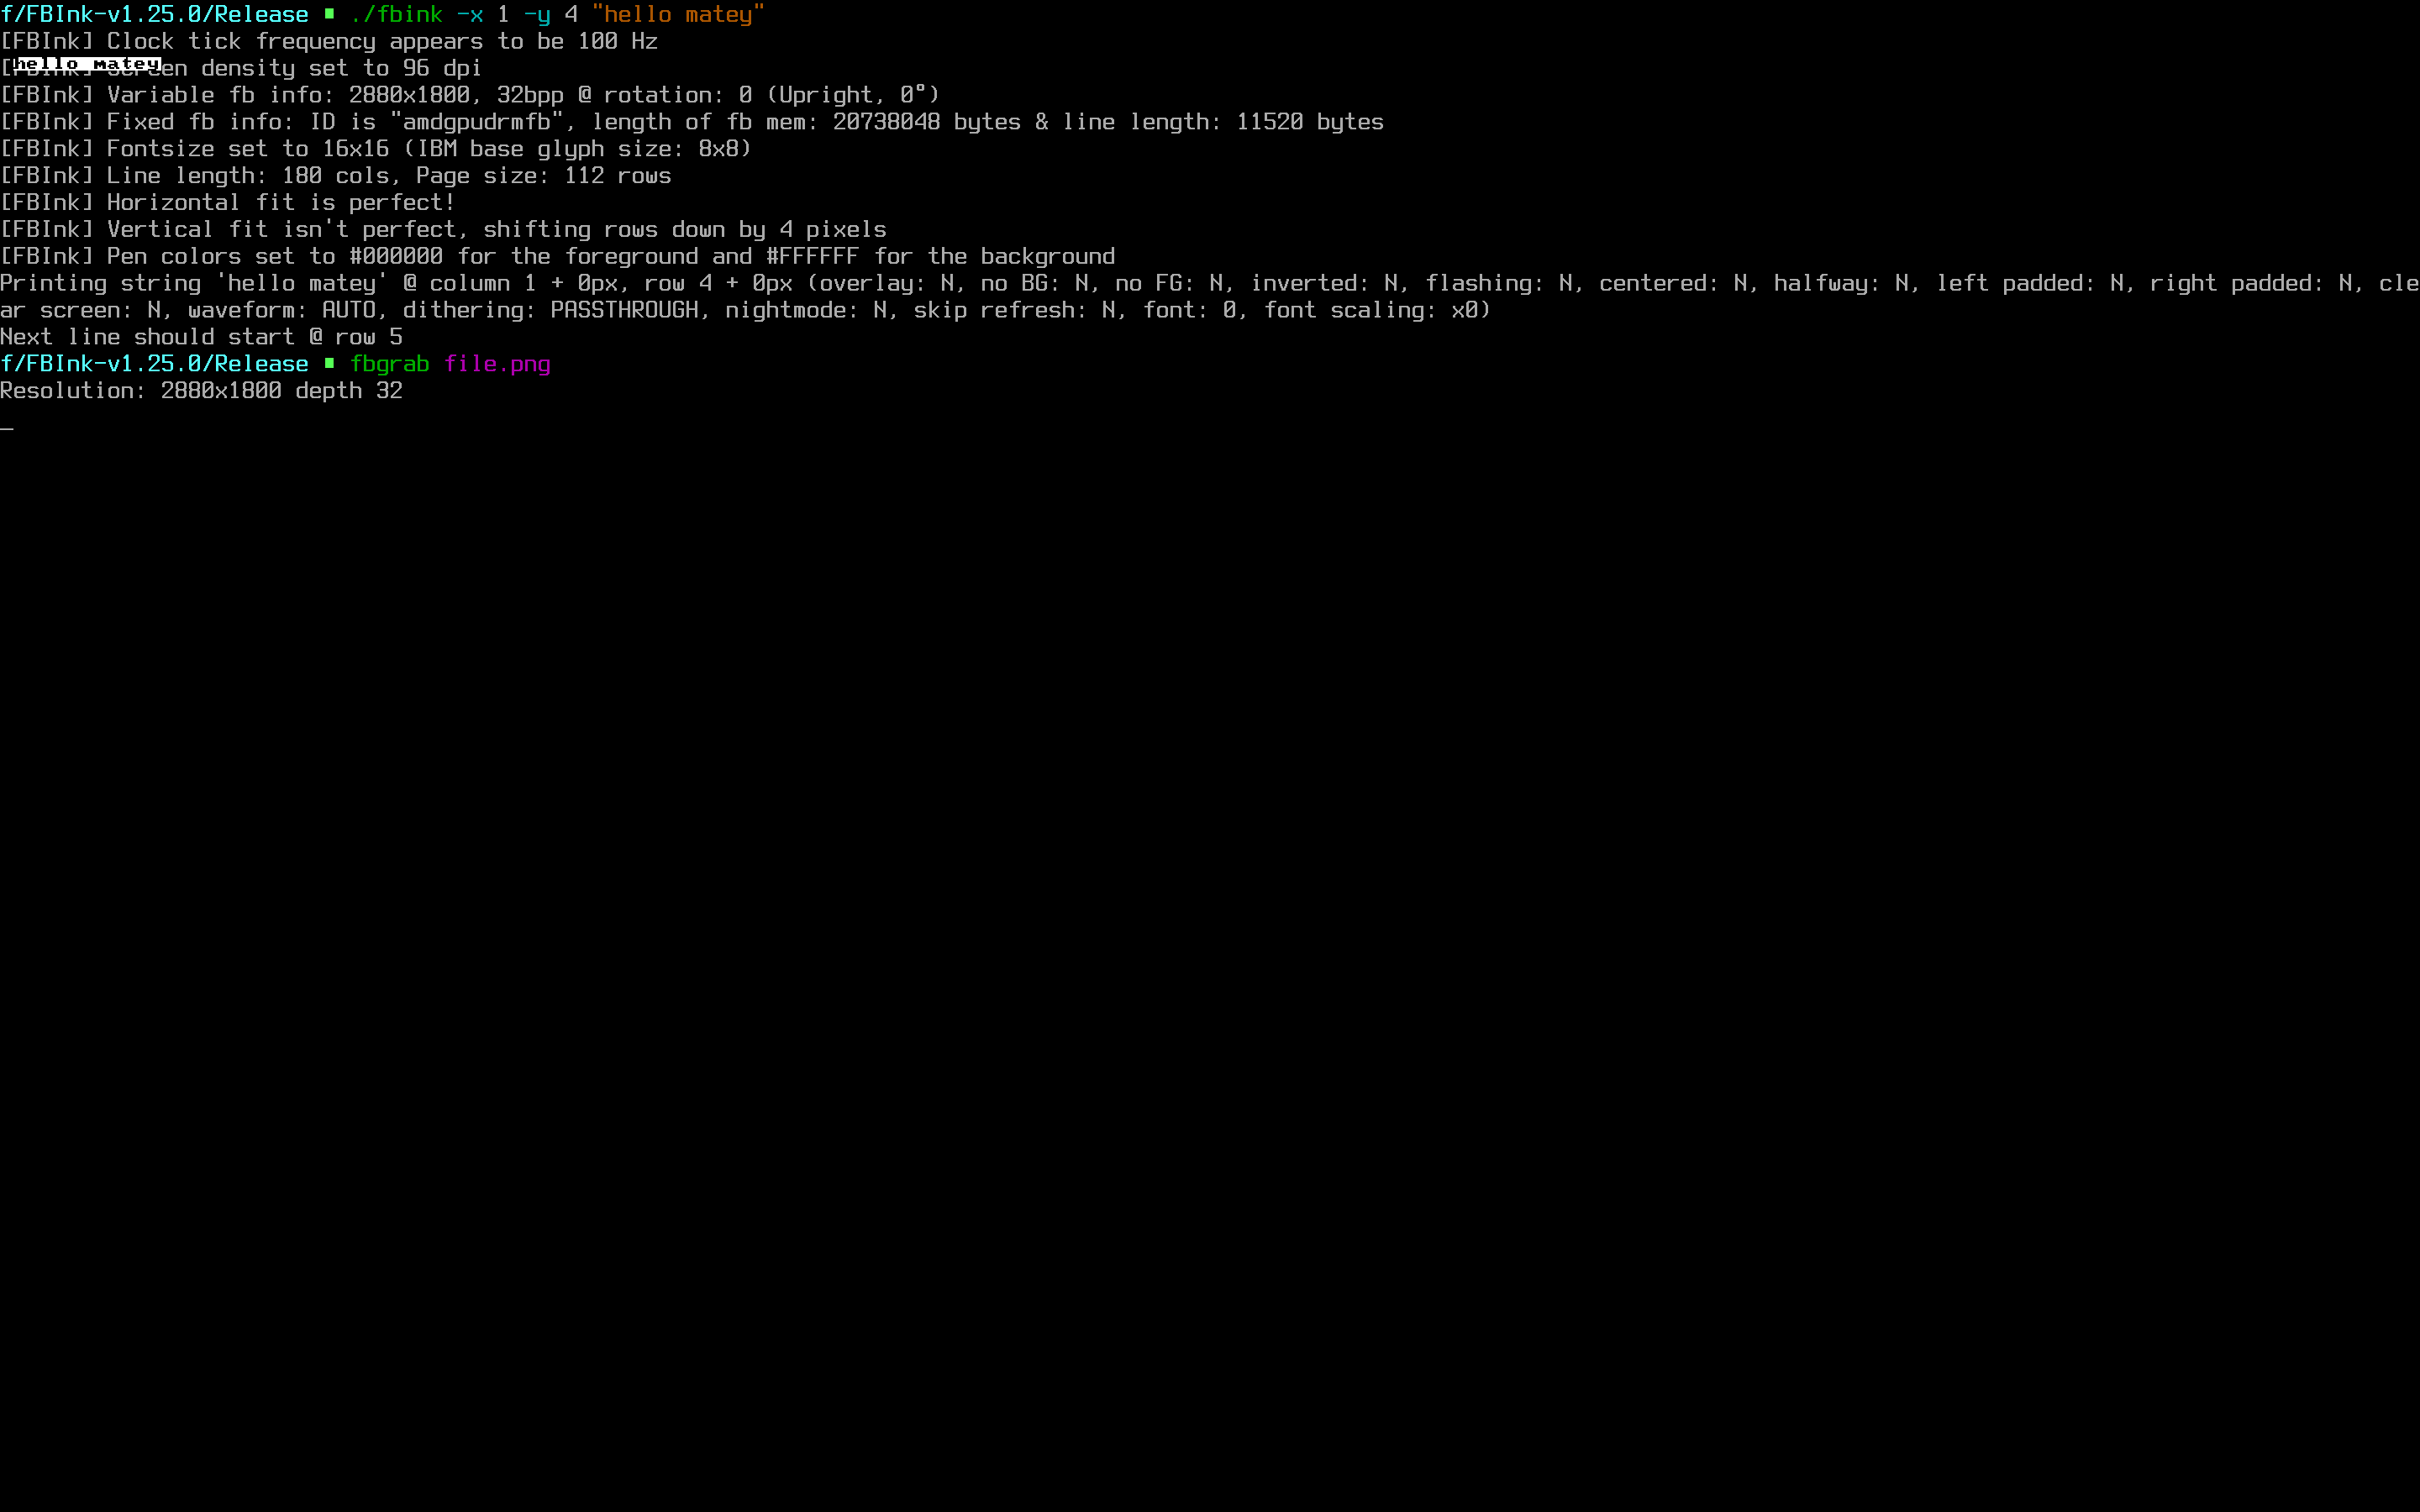 f/FBInk-v1.25.0/Release ▪ ./fbink -x 1 -y 4 "hello matey"
[FBInk] Clock tick frequency appears to be 100 Hz
hello matey
[FBInk] Screen density set to 96 dpi
[FBInk] Variable fb info: 2880x1800, 32bpp @ rotation: 0 (Upright, 0°)
[FBInk] Fixed fb info: ID is "amdgpudrmfb", length of fb mem: 20738048 bytes & line length: 11520 bytes
[FBInk] Fontsize set to 16x16 (IBM base glyph size: 8x8)
[FBInk] Line length: 180 cols, Page size: 112 rows
[FBInk] Horizontal fit is perfect!
[FBInk] Vertical fit isn't perfect, shifting rows down by 4 pixels
[FBInk] Pen colors set to #000000 for the foreground and #FFFFFF for the background
Printing string 'hello matey' @ column 1 + 0px, row 4 + 0px (overlay: N, no BG: N, no FG: N, inverted: N, flashing: N, centered: N, halfway: N, left padded: N, right padded: N, cle
ar screen: N, waveform: AUTO, dithering: PASSTHROUGH, nightmode: N, skip refresh: N, font: 0, font scaling: x0)
Next line should start @ row 5
f/FBInk-v1.25.0/Release ▪ fbgrab file.png
Resolution: 2880x1800 depth 32
_